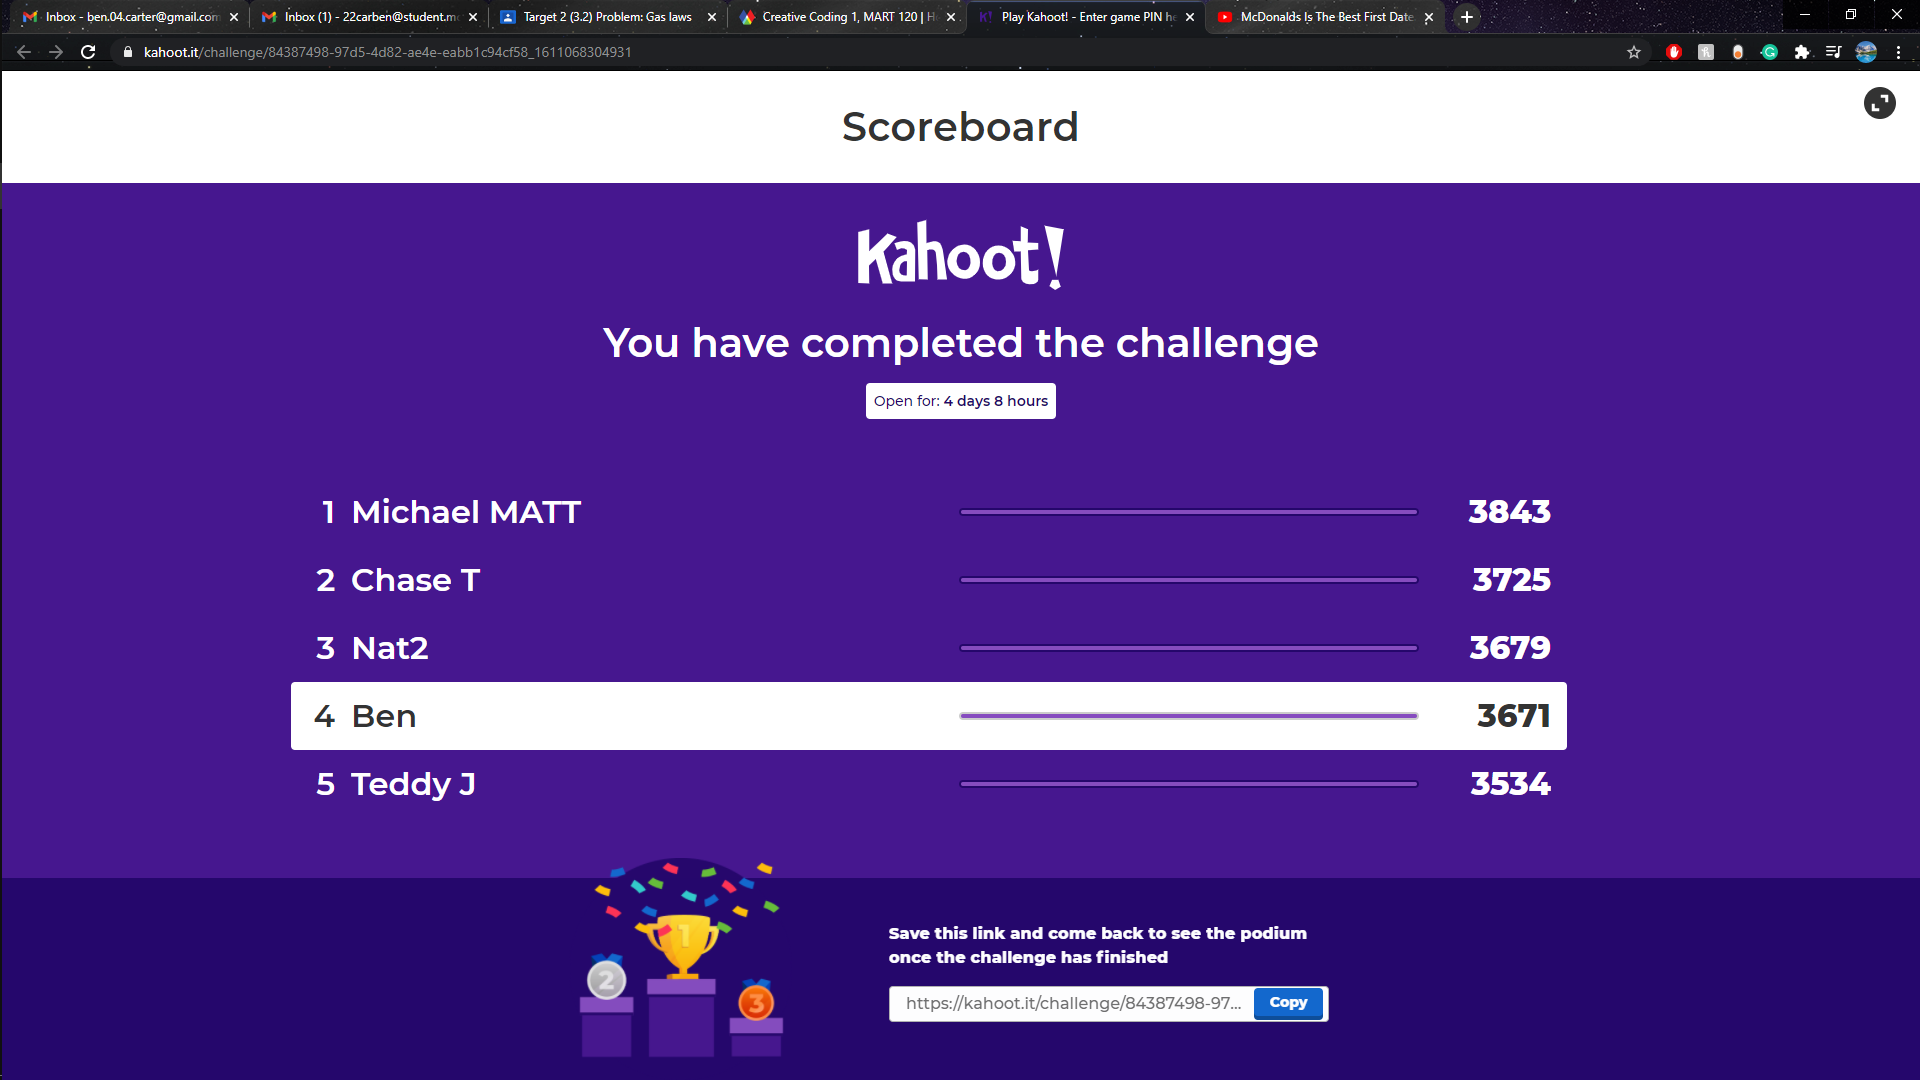 Inbox - ben.04.carter@gmail.com
Inbox (1) - 22carben@student.m
Target 2 (3.2) Problem: Gas laws
Creative Coding 1, MART 120 | H
Play Kahoot! - Enter game PIN he
McDonalds Is The Best First Date
kahoot.it/challenge/84387498-97d5-4d82-ae4e-eabb1c94cf58_1611068304931
Scoreboard
Kahoot!
You have completed the challenge
Open for: 4 days 8 hours
1 Michael MATT 3843
2 Chase T 3725
3 Nat2 3679
4 Ben 3671
5 Teddy J 3534
1
2
3
Save this link and come back to see the podium
once the challenge has finished
https://kahoot.it/challenge/84387498-97... Copy